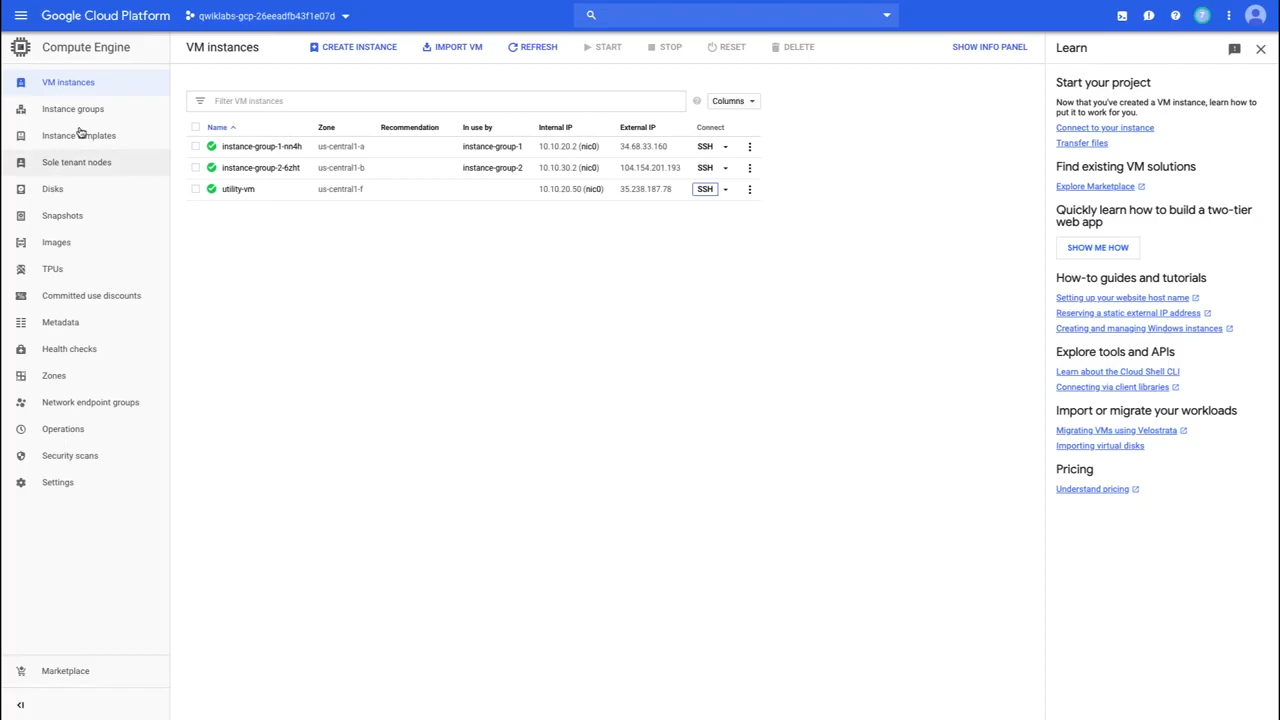 Google Cloud Platform
qwiklabs-gcp-26eeadfb43f1e07d
7
Compute Engine
VM instances
CREATE INSTANCE
IMPORT VM
REFRESH
START
STOP
RESET
DELETE
SHOW INFO PANEL
Learn
VM instances
Instance groups
Instance templates
Sole tenant nodes
Disks
Snapshots
Images
TPUs
Committed use discounts
Metadata
Health checks
Zones
Network endpoint groups
Operations
Security scans
Settings
Marketplace
Filter VM instances
Columns
Name Zone Recommendation In use by Internal IP External IP Connect
instance-group-1-nn4h us-central1-a instance-group-1 10.10.20.2 (nic0) 34.68.33.160 SSH
instance-group-2-6zht us-central1-b instance-group-2 10.10.30.2 (nic0) 104.154.201.193 SSH
utility-vm us-central1-f 10.10.20.50 (nic0) 35.238.187.78 SSH
Start your project
Now that you've created a VM instance, learn how to
put it to work for you.
Connect to your instance
Transfer files
Find existing VM solutions
Explore Marketplace
Quickly learn how to build a two-tier
web app
SHOW ME HOW
How-to guides and tutorials
Setting up your website host name
Reserving a static external IP address
Creating and managing Windows instances
Explore tools and APIs
Learn about the Cloud Shell CLI
Connecting via client libraries
Import or migrate your workloads
Migrating VMs using Velostrata
Importing virtual disks
Pricing
Understand pricing